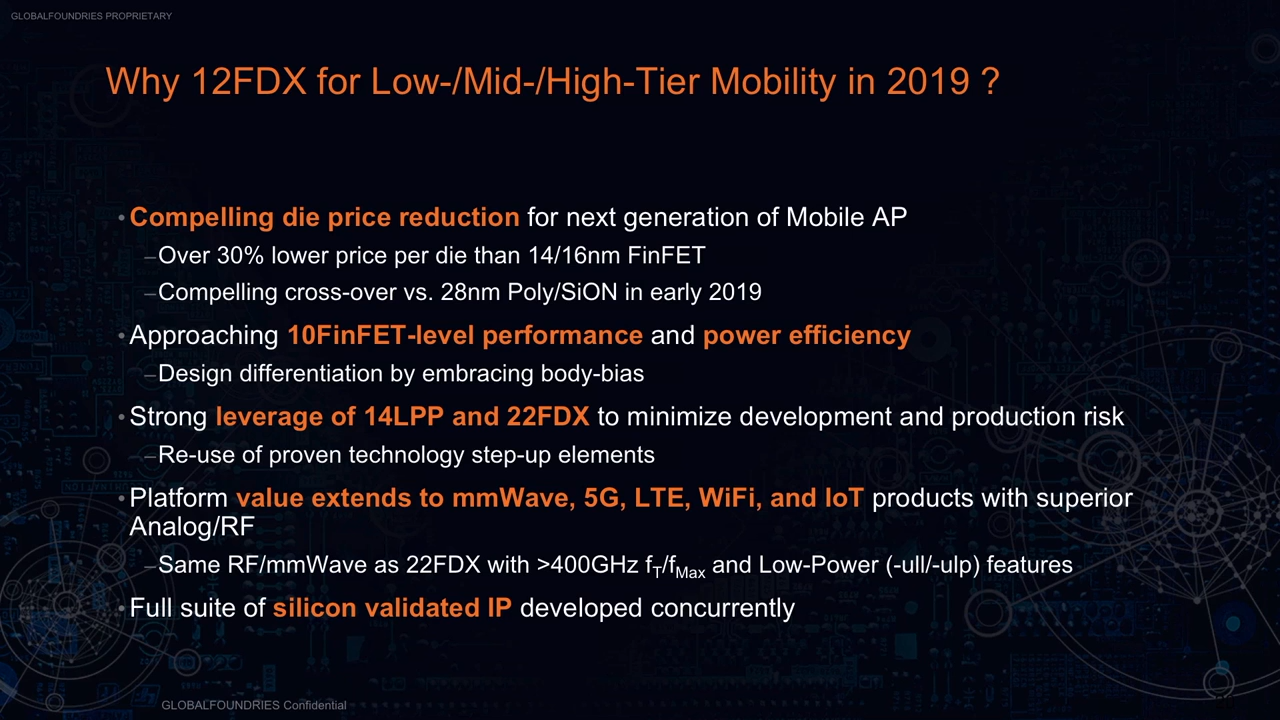 GLOBALFOUNDRIES PROPRIETARY
Why 12FDX for Low-/Mid-/High-Tier Mobility in 2019 ?
•Compelling die price reduction for next generation of Mobile AP
–Over 30% lower price per die than 14/16nm FinFET
–Compelling cross-over vs. 28nm Poly/SiON in early 2019
•Approaching 10FinFET-level performance and power efficiency
–Design differentiation by embracing body-bias
•Strong leverage of 14LPP and 22FDX to minimize development and production risk
–Re-use of proven technology step-up elements
•Platform value extends to mmWave, 5G, LTE, WiFi, and IoT products with superior
Analog/RF
–Same RF/mmWave as 22FDX with >400GHz fT/fMax and Low-Power (-ull/-ulp) features
•Full suite of silicon validated IP developed concurrently
GLOBALFOUNDRIES Confidential